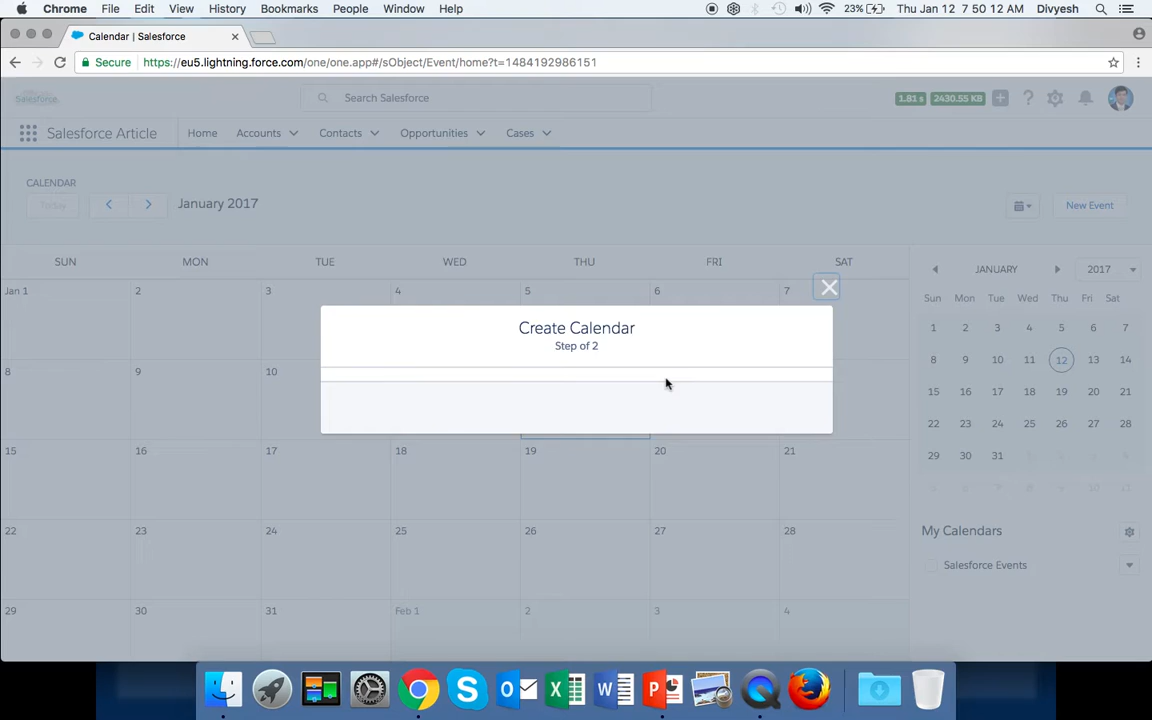 Chrome File Edit View History Bookmarks People Window Help 23% Thu Jan 12 7 50 12 AM Divyesh
Calendar | Salesforce
Secure https://eu5.lightning.force.com/one/one.app#/sObject/Event/home?t=1484192986151
Salesforce Search Salesforce 1.81 s 2430.55 KB
Salesforce Article Home Accounts Contacts Opportunities Cases
CALENDAR
Today January 2017 New Event
SUN MON TUE WED THU FRI SAT
JANUARY 2017
Sun Mon Tue Wed Thu Fri Sat
Jan 1 2 3 4 5 6 7
Create Calendar
Step of 2
1 2 3 4 5 6 7
8 9 10
8 9 10 11 12 13 14
15 16 17 18 19 20 21
22 23 24 25 26 27 28
29 30 31
15 16 17 18 19 20 21
My Calendars
22 23 24 25 26 27 28
Salesforce Events
29 30 31 Feb 1 2 3 4